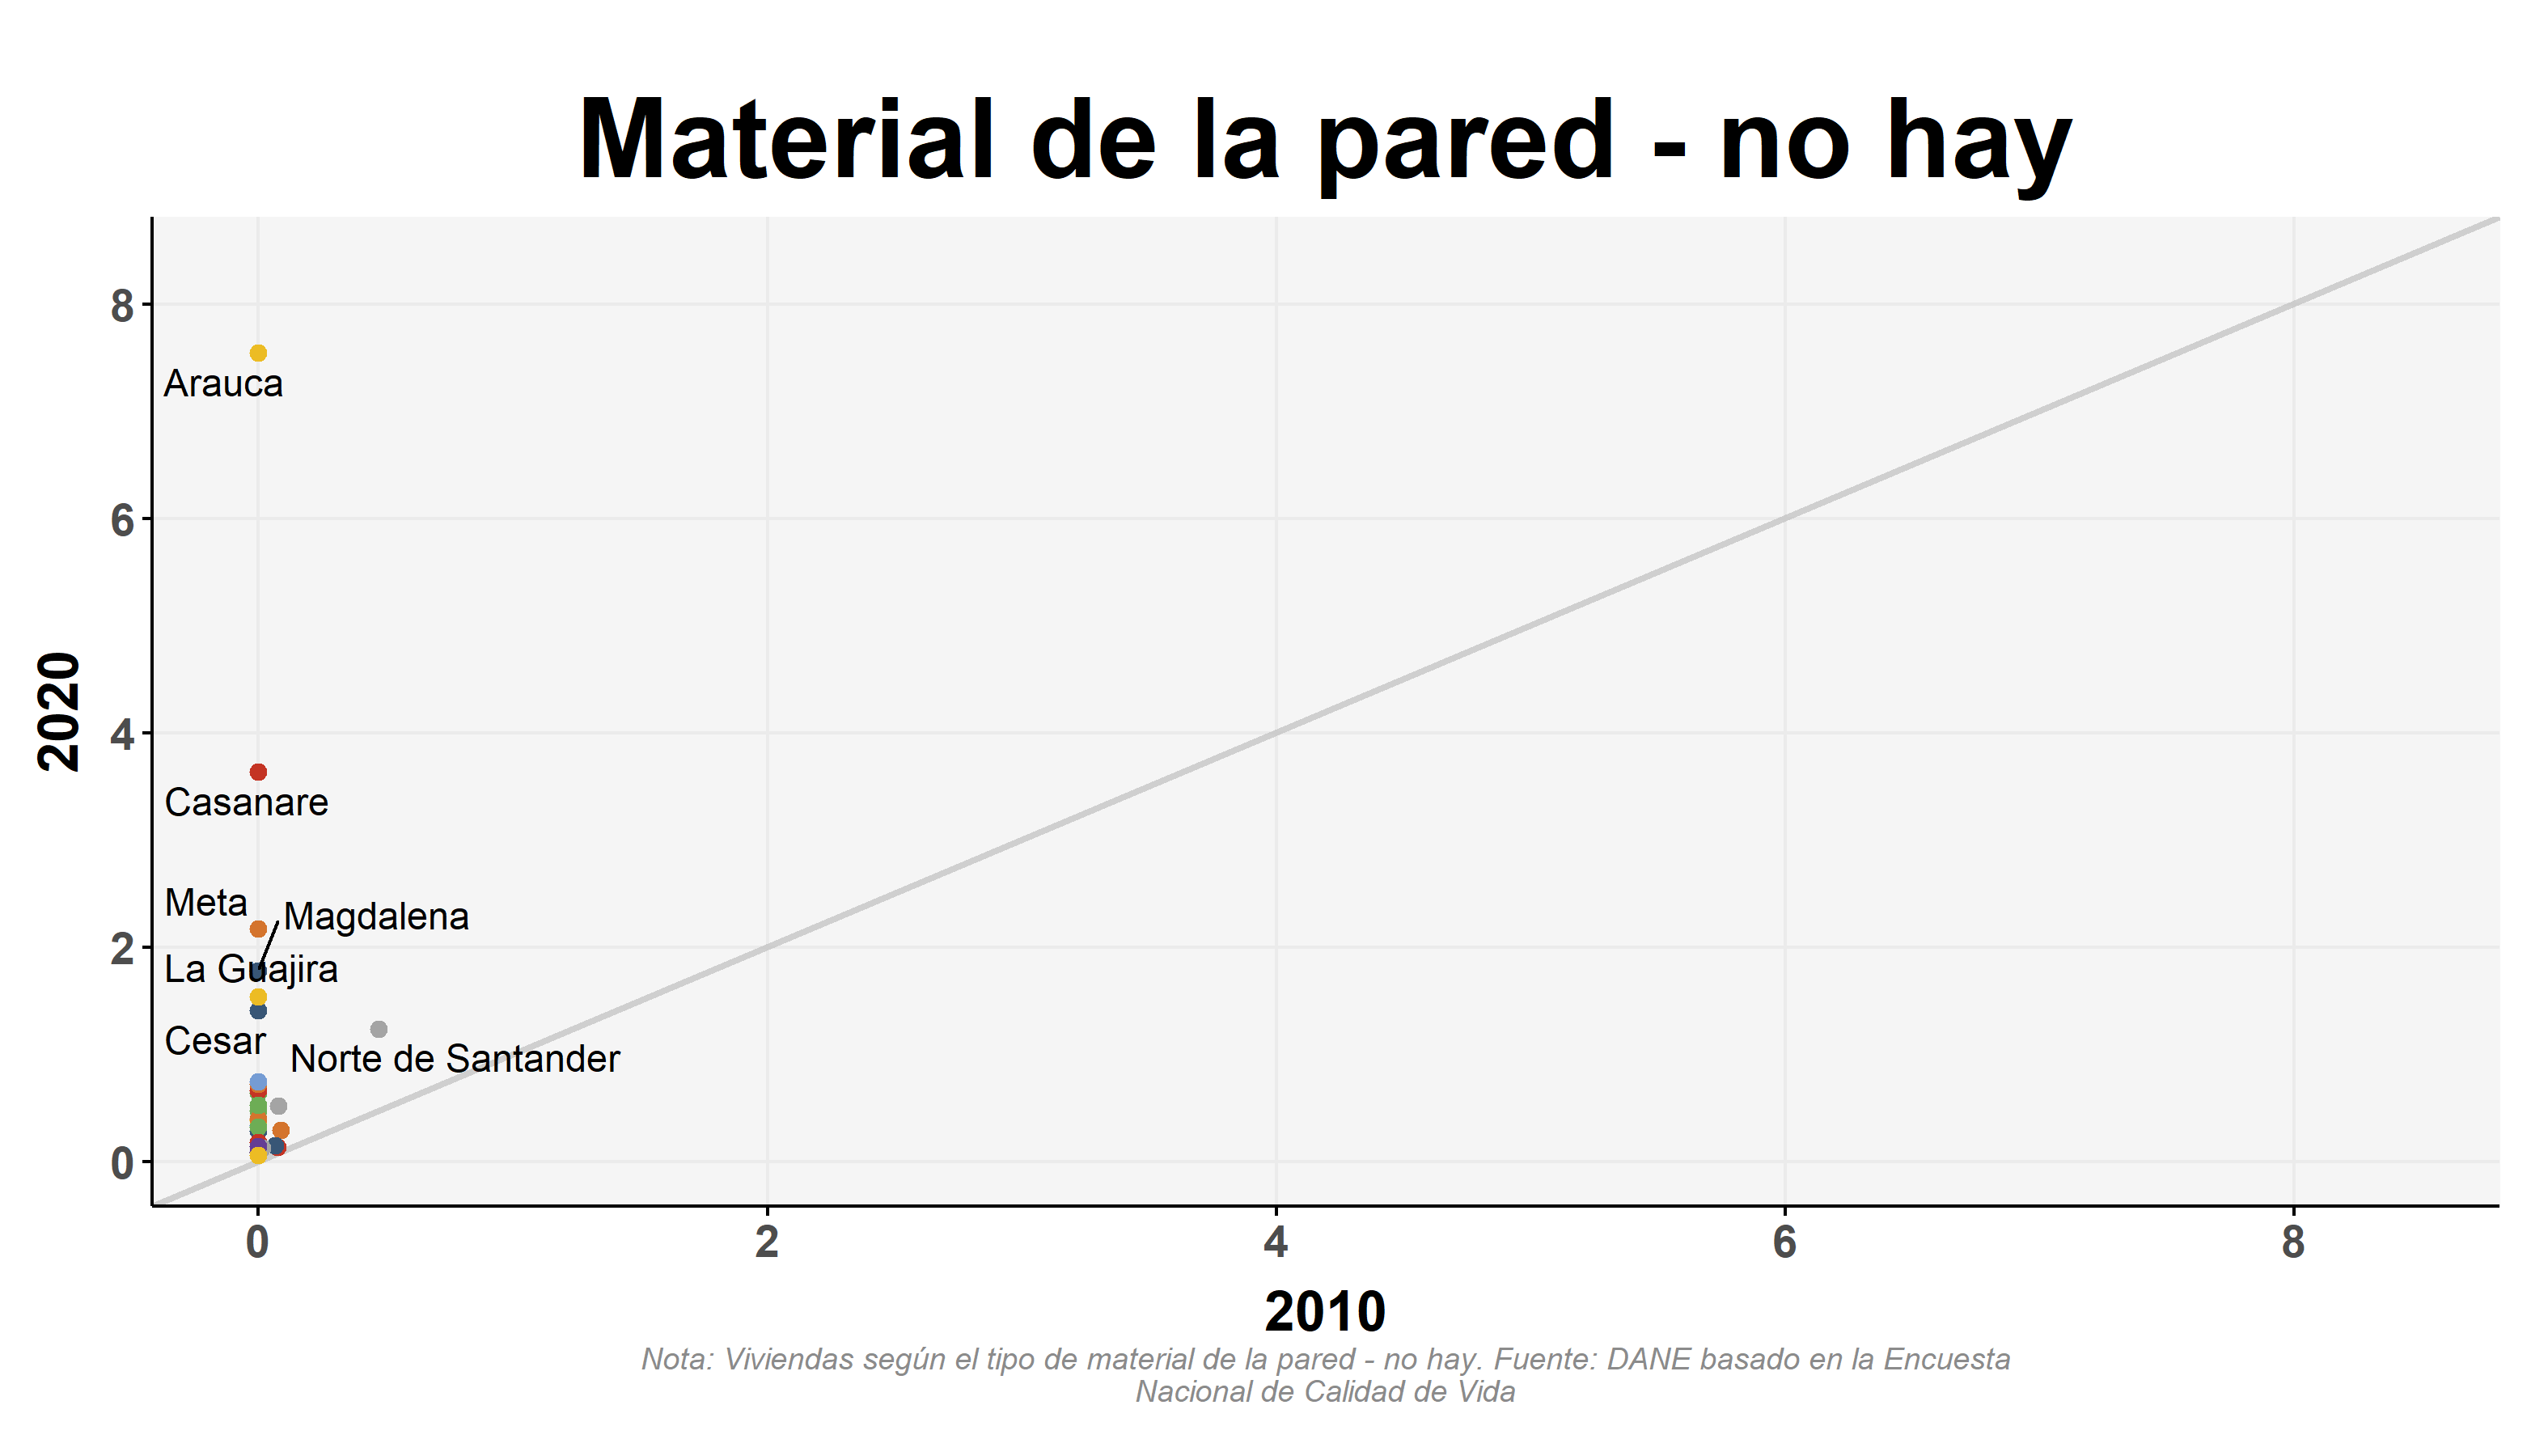 Material de la pared - no hay
8
Arauca
6
2020
4
Casanare
Meta
Magdalena
2
La Guajira
Cesar
Norte de Santander
0
0 2 4 6 8
2010
Nota: Viviendas según el tipo de material de la pared - no hay. Fuente: DANE basado en la Encuesta
Nacional de Calidad de Vida